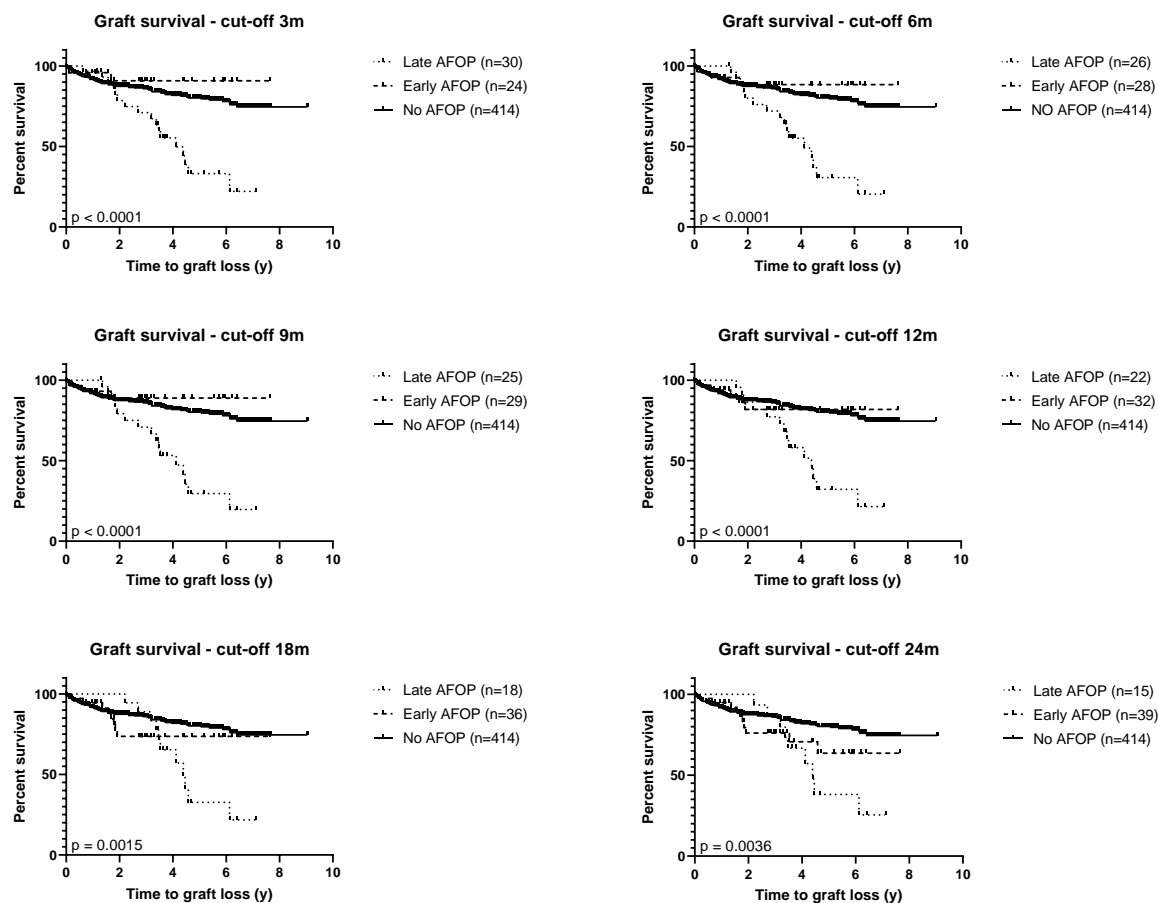 Graft survival - cut-off 3m
Percent survival
100
50
0
p < 0.0001
0 2 4 6 8 10
Time to graft loss (y)
Late AFOP (n=30)
Early AFOP (n=24)
No AFOP (n=414)
Graft survival - cut-off 6m
Percent survival
100
50
0
p < 0.0001
0 2 4 6 8 10
Time to graft loss (y)
Late AFOP (n=26)
Early AFOP (n=28)
NO AFOP (n=414)
Graft survival - cut-off 9m
Percent survival
100
50
0
p < 0.0001
0 2 4 6 8 10
Time to graft loss (y)
Late AFOP (n=25)
Early AFOP (n=29)
No AFOP (n=414)
Graft survival - cut-off 12m
Percent survival
100
50
0
p < 0.0001
0 2 4 6 8 10
Time to graft loss (y)
Late AFOP (n=22)
Early AFOP (n=32)
No AFOP (n=414)
Graft survival - cut-off 18m
Percent survival
100
50
0
p = 0.0015
0 2 4 6 8 10
Time to graft loss (y)
Late AFOP (n=18)
Early AFOP (n=36)
No AFOP (n=414)
Graft survival - cut-off 24m
Percent survival
100
50
0
p = 0.0036
0 2 4 6 8 10
Time to graft loss (y)
Late AFOP (n=15)
Early AFOP (n=39)
No AFOP (n=414)